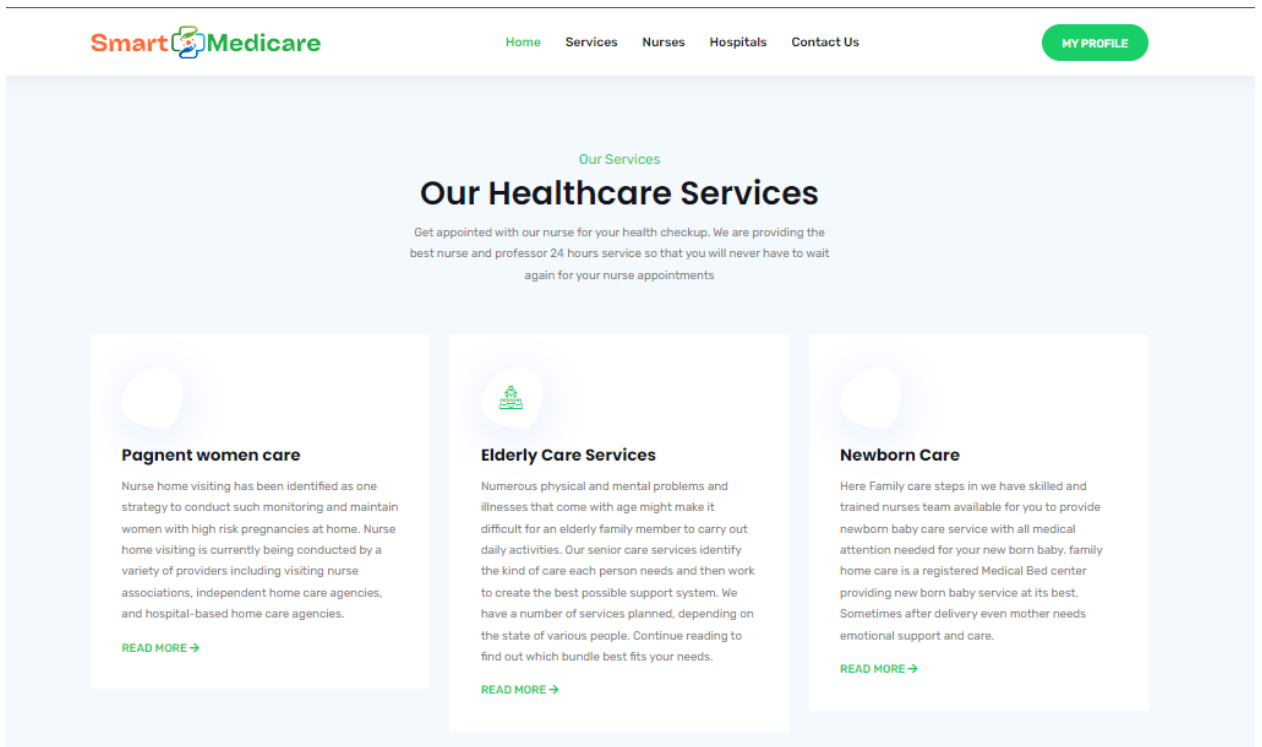 Smart Medicare
Home Services Nurses Hospitals Contact Us
MY PROFILE
Our Services
Our Healthcare Services
Get appointed with our nurse for your health checkup. We are providing the
best nurse and professor 24 hours service so that you will never have to wait
again for your nurse appointments
Pagnent women care
Nurse home visiting has been identified as one
strategy to conduct such monitoring and maintain
women with high risk pregnancies at home. Nurse
home visiting is currently being conducted by a
variety of providers including visiting nurse
associations, independent home care agencies,
and hospital-based home care agencies.
READ MORE →
Elderly Care Services
Numerous physical and mental problems and
illnesses that come with age might make it
difficult for an elderly family member to carry out
daily activities. Our senior care services identify
the kind of care each person needs and then work
to create the best possible support system. We
have a number of services planned, depending on
the state of various people. Continue reading to
find out which bundle best fits your needs.
READ MORE →
Newborn Care
Here Family care steps in we have skilled and
trained nurses team available for you to provide
newborn baby care service with all medical
attention needed for your new born baby. family
home care is a registered Medical Bed center
providing new born baby service at its best.
Sometimes after delivery even mother needs
emotional support and care.
READ MORE →